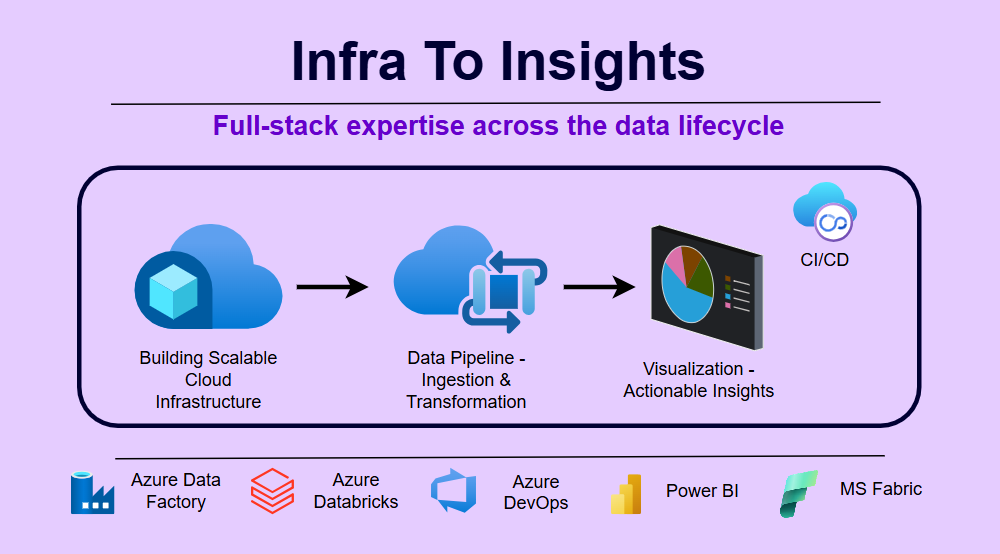 Infra To Insights
Full-stack expertise across the data lifecycle
CI/CD
Building Scalable
Cloud
Infrastructure
Data Pipeline -
Ingestion &
Transformation
Visualization -
Actionable Insights
Azure Data
Factory
Azure
Databricks
Azure
DevOps
Power BI
MS Fabric